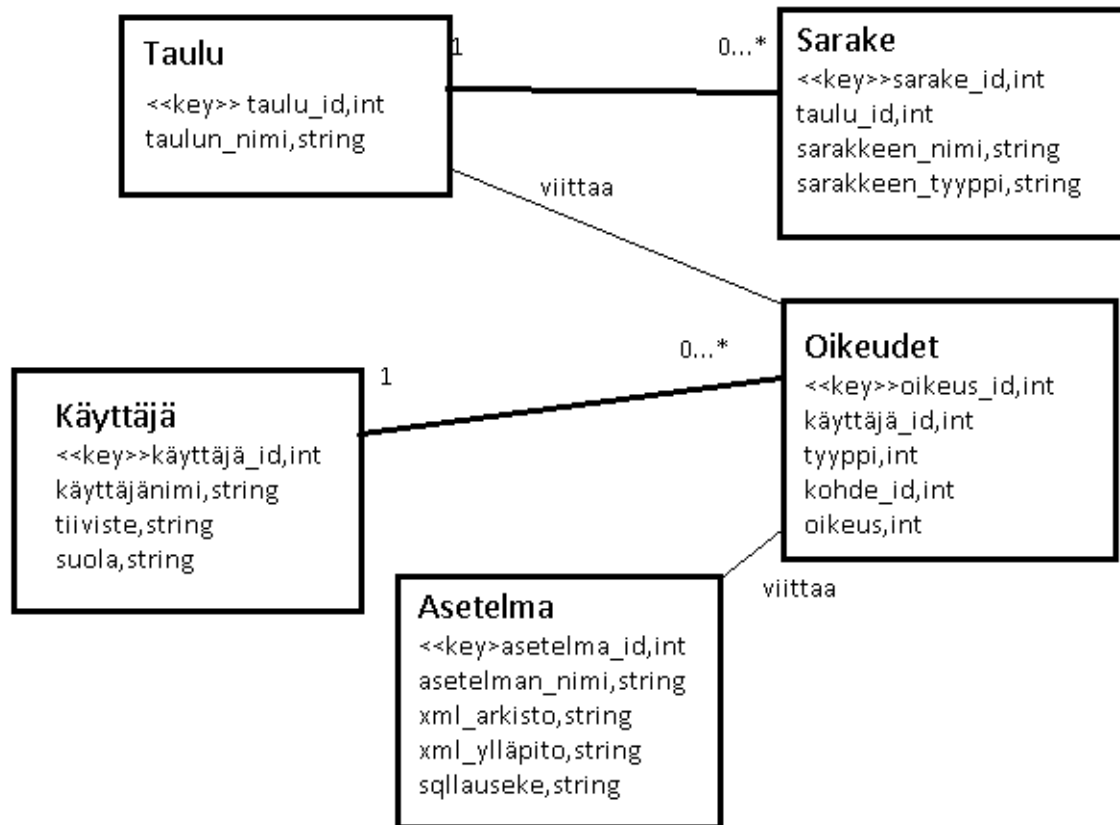 Taulu
<<key>> taulu_id,int
taulun_nimi,string
1
0...*
Sarake
<<key>>sarake_id,int
taulu_id,int
sarakkeen_nimi,string
sarakkeen_tyyppi,string
viittaa
Käyttäjä
<<key>>käyttäjä_id,int
käyttäjänimi,string
tiiviste,string
suola,string
1
0...*
Oikeudet
<<key>>oikeus_id,int
käyttäjä_id,int
tyyppi,int
kohde_id,int
oikeus,int
viittaa
Asetelma
<<key>asetelma_id,int
asetelman_nimi,string
xml_arkisto,string
xml_ylläpito,string
sqllauseke,string